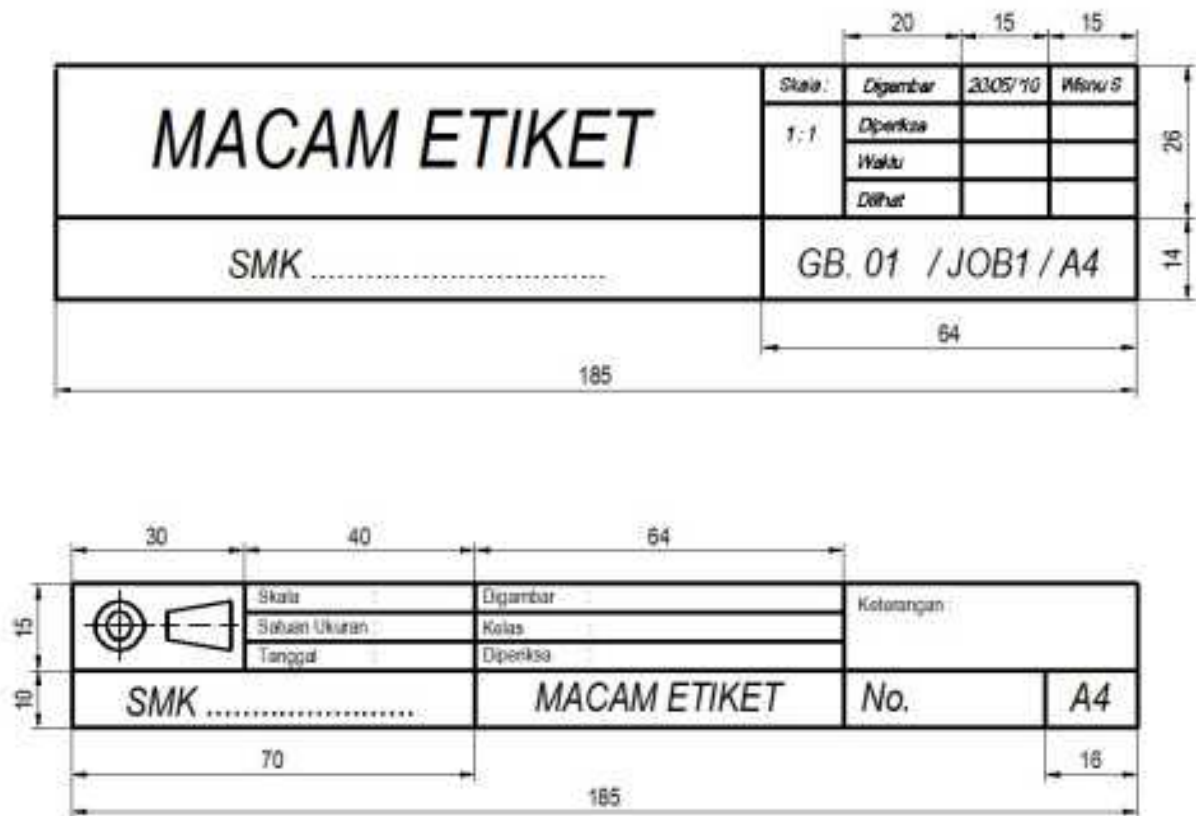 20 15 15
MACAM ETIKET
Skala :
Digambar
20/05/'10
Wisnu S
1 : 1
Diperiksa
Waktu
Dilihat
26
SMK ..............................
GB. 01 / JOB1 / A4
14
64
185
30 40 64
15
Skala :
Digambar :
Keterangan :
Satuan Ukuran :
Kelas :
Tanggal :
Diperiksa :
10
SMK ......................
MACAM ETIKET
No.
A4
70
16
185